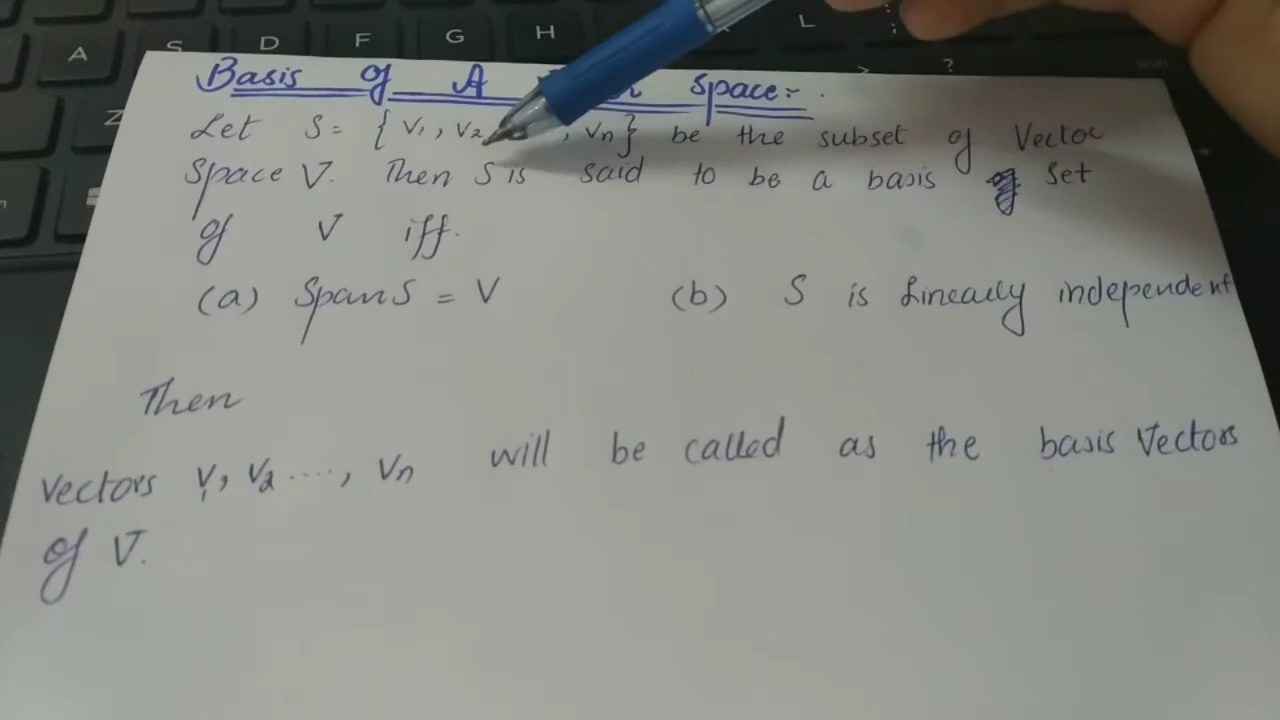 A S D F G H L
Z
?
Basis of A space:-
Let S = { v1, v2 , vn} be the subset of Vector
Space V. Then S is said to be a basis set
of V iff.
(a) Span S = V (b) S is Linearly independent
Then
vectors v1, v2 ...., vn will be called as the basis Vectors
of V.